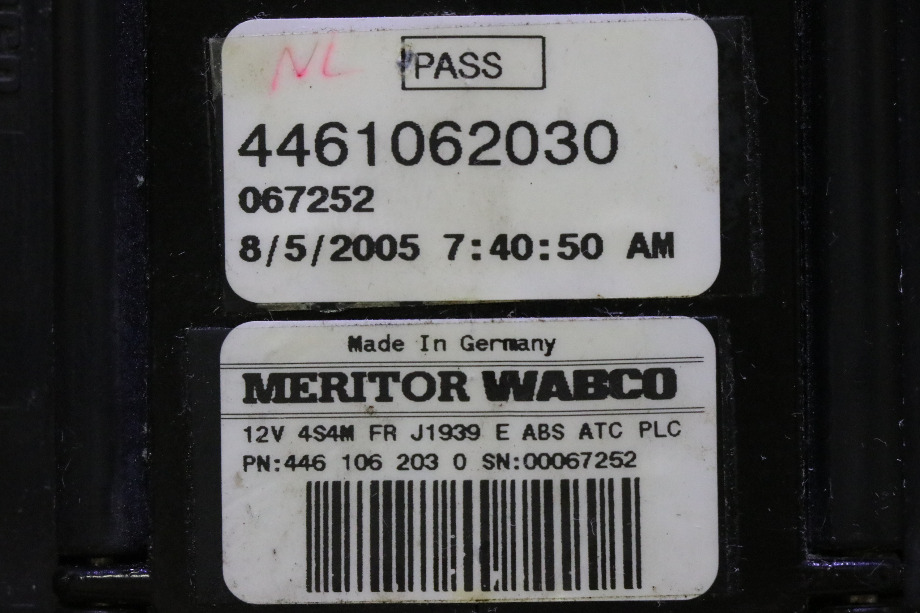 NL PASS
4461062030
067252
8/5/2005 7:40:50 AM
Made In Germany
MERITOR WABCO
12V 4S4M FR J1939 E ABS ATC PLC
PN:446 106 203 0 SN:00067252